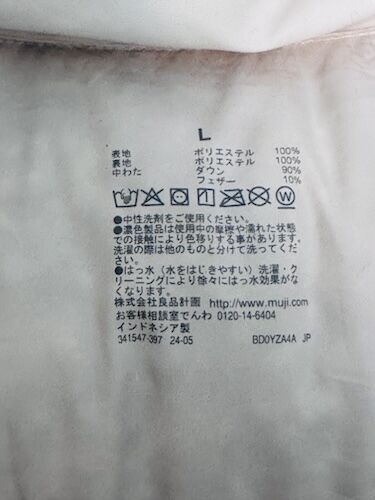 L
表地 ポリエステル 100%
裏地 ポリエステル 100%
中わた ダウン 90%
フェザー 10%
●中性洗剤をご使用ください。
●濃色製品は使用中の摩擦や濡れた状態
での接触により色移りする事があります。
洗濯の際は他のものと分けて洗ってくだ
さい。
●はっ水（水をはじきやすい）洗濯・ク
リーニングにより徐々にはっ水効果がな
くなります。
株式会社良品計画 http://www.muji.com
お客様相談室でんわ 0120-14-6404
インドネシア製
341547-397 24-05 BD0YZA4A JP